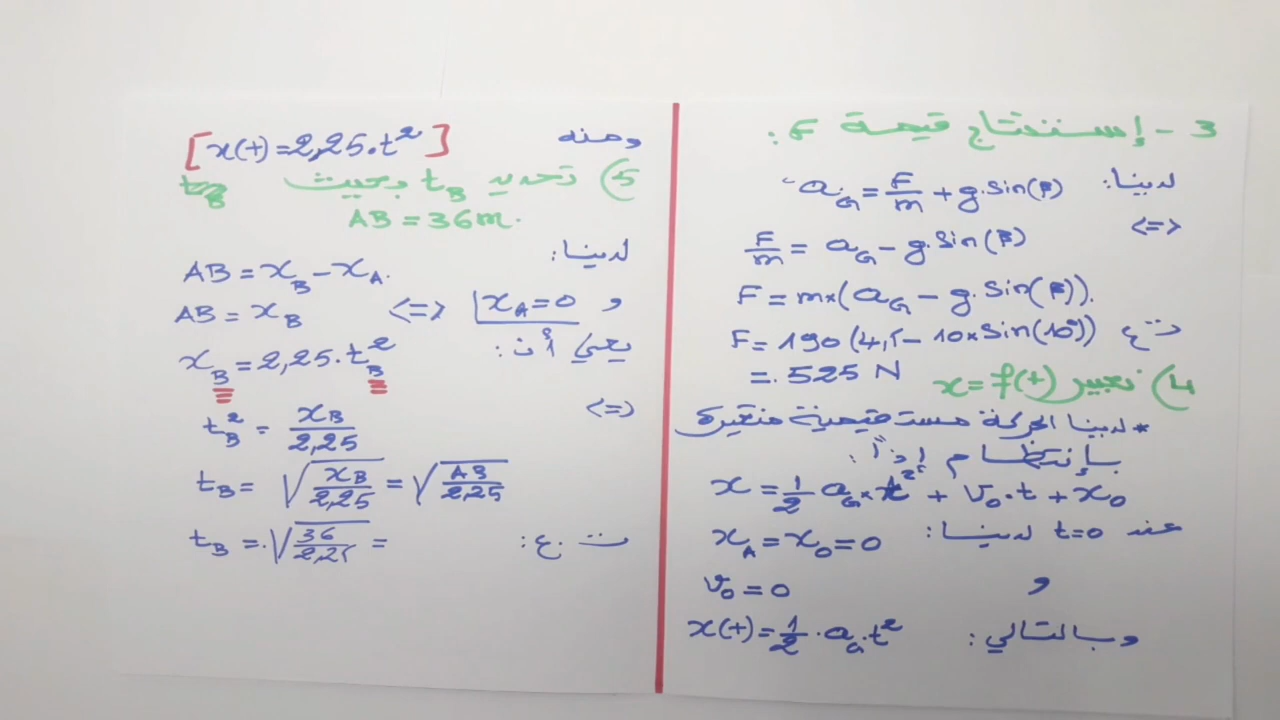 3 - إستنتاج قيمة F :
لدينا: a_G = F/m + g.sin(β)
<=> F/m = a_G - g.sin(β)
F = m×(a_G - g.sin(β)).
ت ع F = 190 (4,5 - 10×sin(10°))
= 525 N
4) تعبير x = f(t)
* لدينا الحركة مستقيمية متغيرة
بإنتظام إذاً :
x = 1/2 a_G × t² + v₀.t + x₀
عند t=0 لدينا: x_A = x₀ = 0
و v₀ = 0
وبالتالي: x(t) = 1/2 . a_G . t²
ومنه [x(t) = 2,25.t²]
5) تحديد t_B بحيث
AB = 36m.
لدينا:
AB = x_B - x_A.
و x_A = 0 <=> AB = x_B
يعني أن: x_B = 2,25.t_B²
<=> t_B² = x_B/2,25
t_B = √(x_B/2,25) = √(AB/2,25)
ت.ع: t_B = √(36/2,25) =